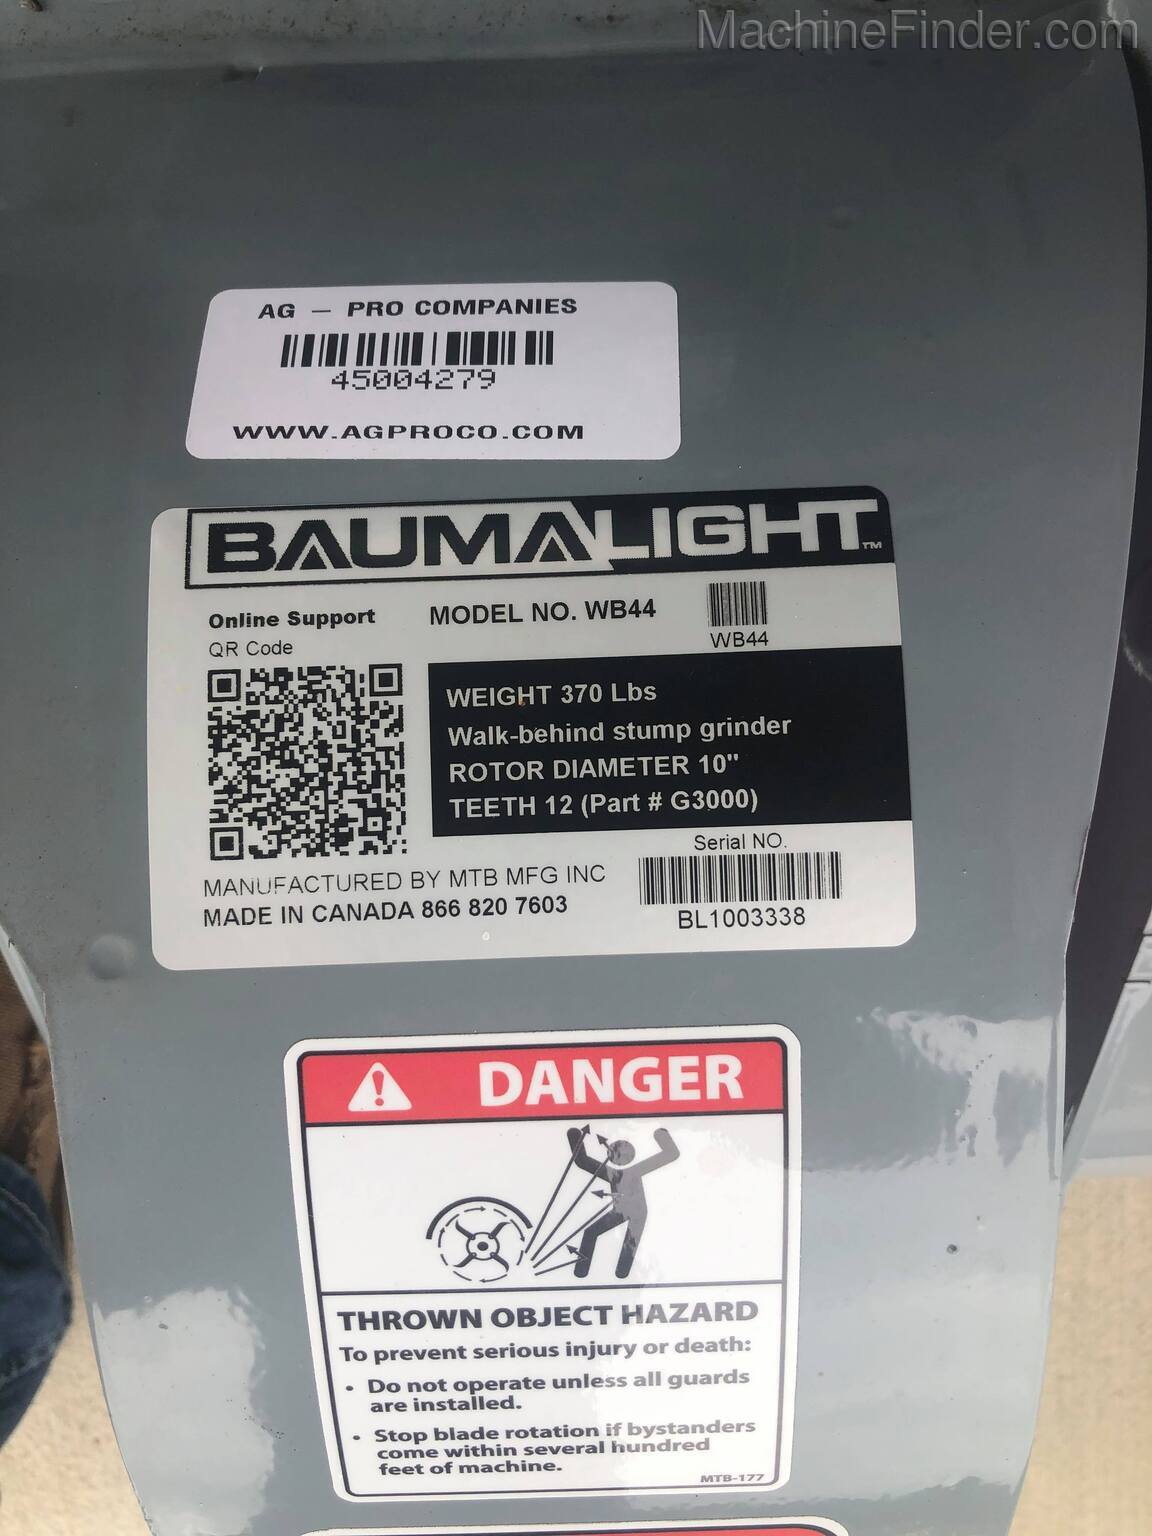 MachineFinder.com
AG – PRO COMPANIES
45004279
WWW.AGPROCO.COM
BAUMALIGHT™
Online Support
QR Code
MODEL NO. WB44
WB44
WEIGHT 370 Lbs
Walk-behind stump grinder
ROTOR DIAMETER 10"
TEETH 12 (Part # G3000)
Serial NO.
BL1003338
MANUFACTURED BY MTB MFG INC
MADE IN CANADA 866 820 7603
DANGER
THROWN OBJECT HAZARD
To prevent serious injury or death:
• Do not operate unless all guards
are installed.
• Stop blade rotation if bystanders
come within several hundred
feet of machine.
MTB-177